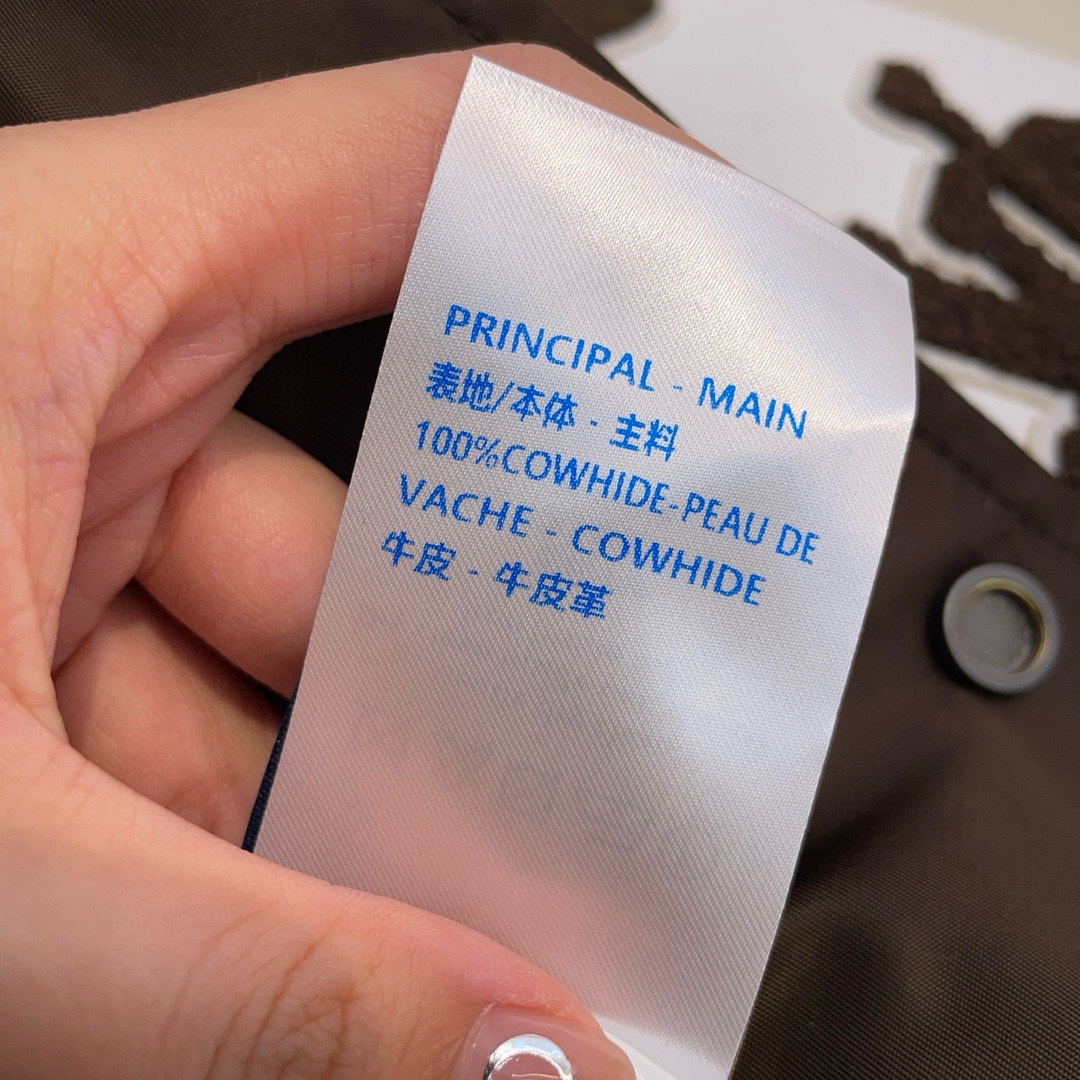 PRINCIPAL - MAIN
表地/本体 · 主料
100%COWHIDE-PEAU DE
VACHE - COWHIDE
牛皮 - 牛皮革